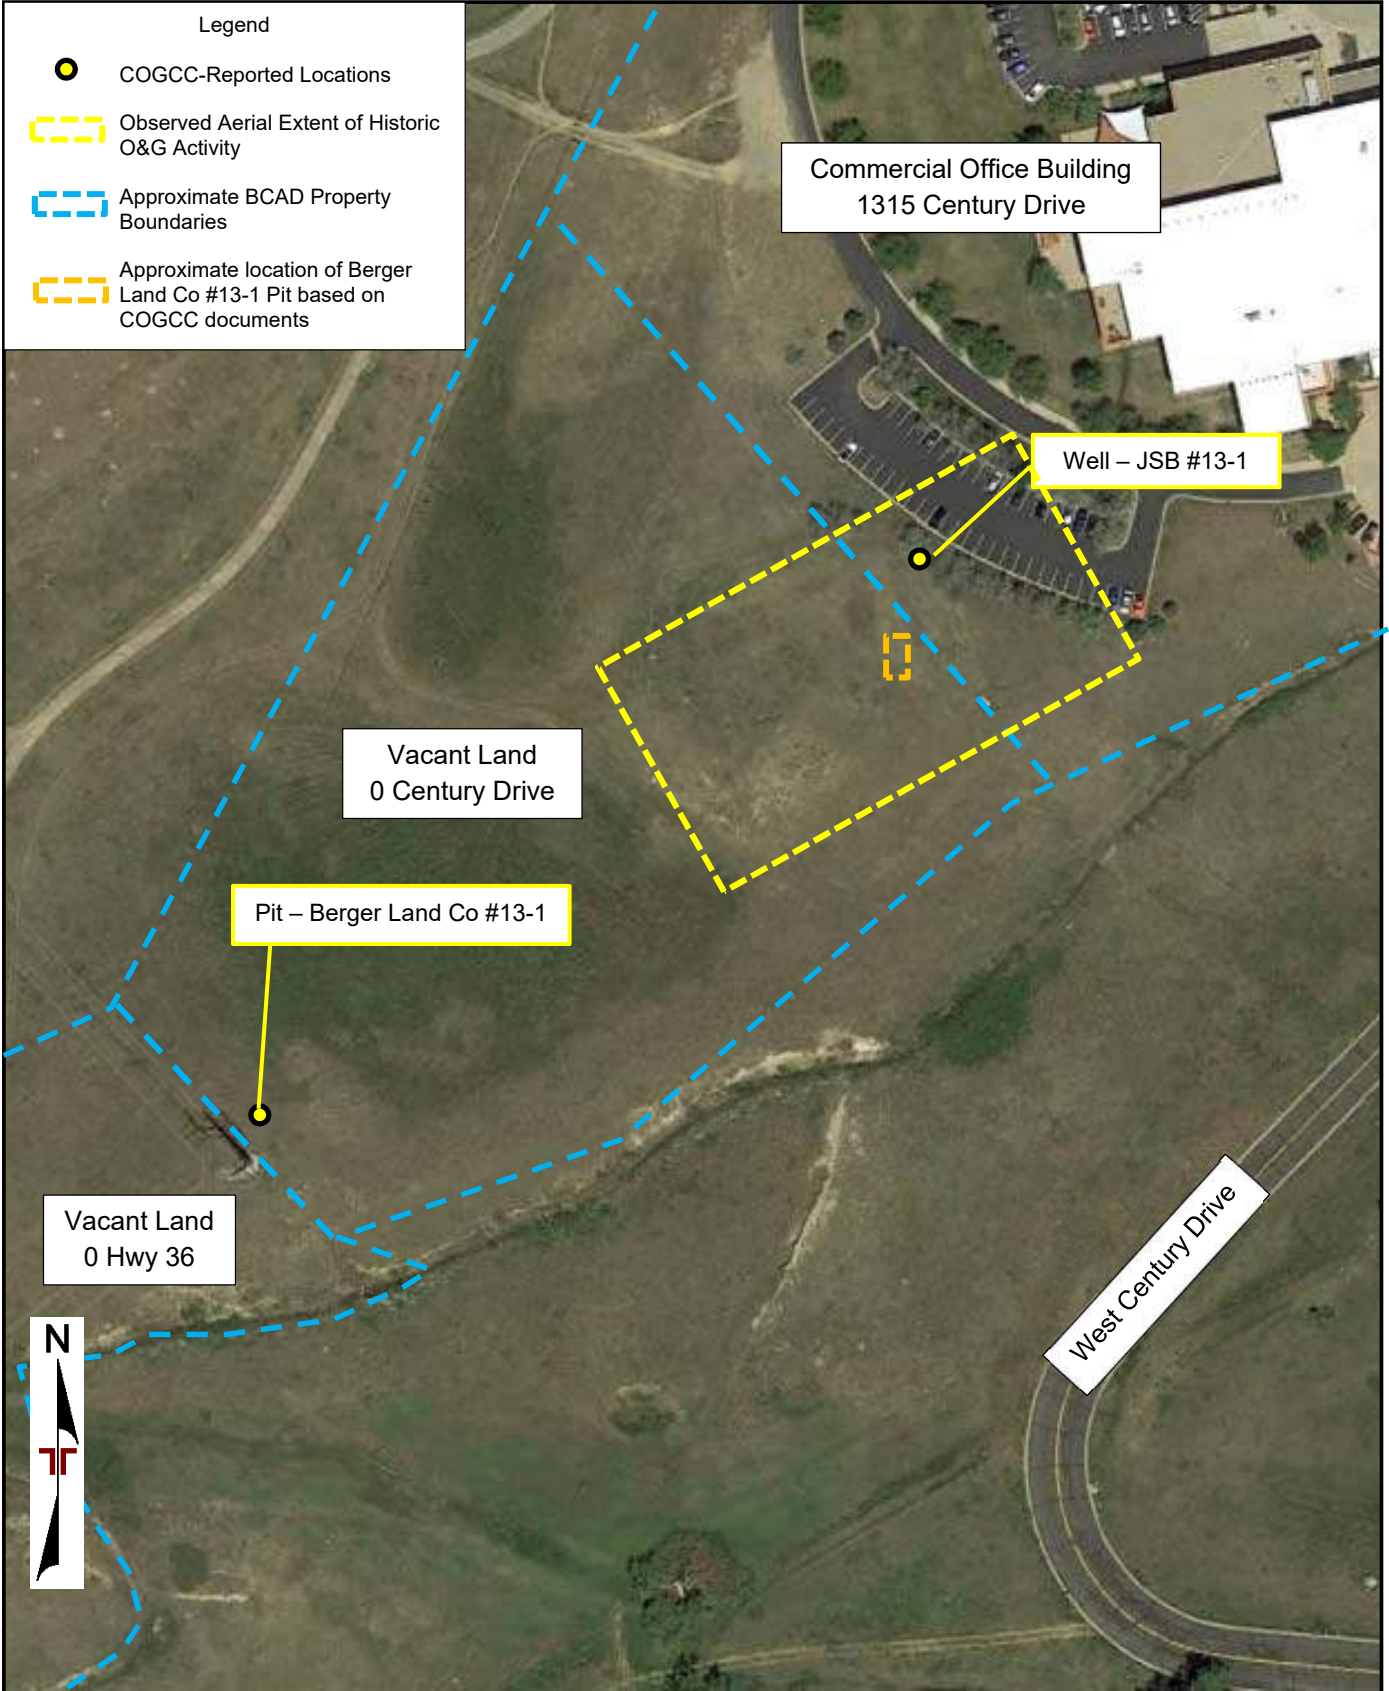 Legend
COGCC-Reported Locations
Observed Aerial Extent of Historic
O&G Activity
Approximate BCAD Property
Boundaries
Approximate location of Berger
Land Co #13-1 Pit based on
COGCC documents
Commercial Office Building
1315 Century Drive
Well – JSB #13-1
Vacant Land
0 Century Drive
Pit – Berger Land Co #13-1
Vacant Land
0 Hwy 36
West Century Drive
N